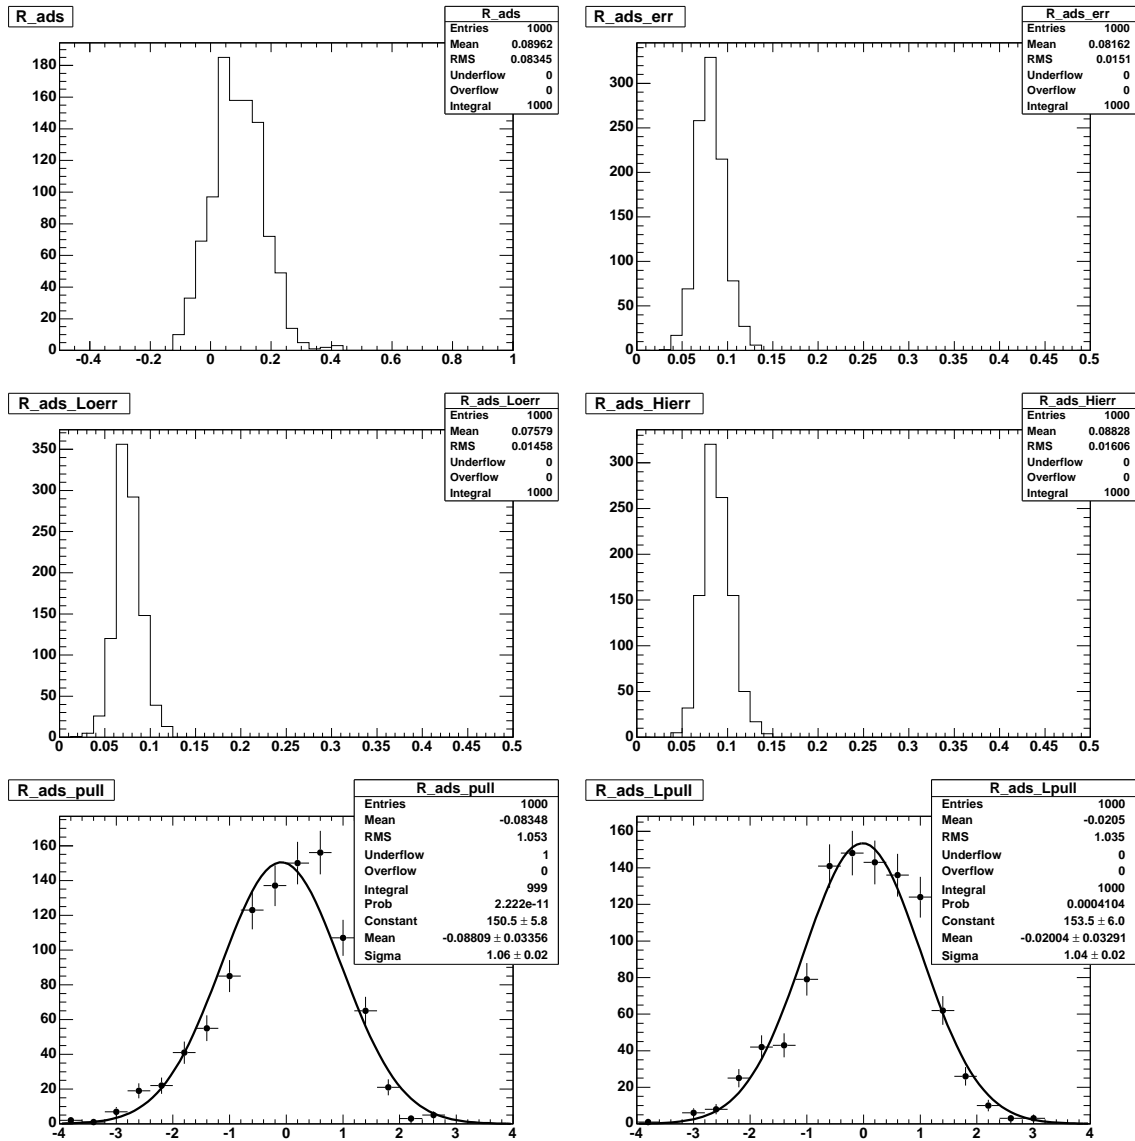 R_ads
R_ads
Entries 1000
Mean 0.08962
RMS 0.08345
Underflow 0
Overflow 0
Integral 1000
180
160
140
120
100
80
60
40
20
0
-0.4 -0.2 0 0.2 0.4 0.6 0.8 1
R_ads_err
R_ads_err
Entries 1000
Mean 0.08162
RMS 0.0151
Underflow 0
Overflow 0
Integral 1000
300
250
200
150
100
50
0
0 0.05 0.1 0.15 0.2 0.25 0.3 0.35 0.4 0.45 0.5
R_ads_Loerr
R_ads_Loerr
Entries 1000
Mean 0.07579
RMS 0.01458
Underflow 0
Overflow 0
Integral 1000
350
300
250
200
150
100
50
0
0 0.05 0.1 0.15 0.2 0.25 0.3 0.35 0.4 0.45 0.5
R_ads_Hierr
R_ads_Hierr
Entries 1000
Mean 0.08828
RMS 0.01606
Underflow 0
Overflow 0
Integral 1000
300
250
200
150
100
50
0
0 0.05 0.1 0.15 0.2 0.25 0.3 0.35 0.4 0.45 0.5
R_ads_pull
R_ads_pull
Entries 1000
Mean -0.08348
RMS 1.053
Underflow 1
Overflow 0
Integral 999
Prob 2.222e-11
Constant 150.5 ± 5.8
Mean -0.08809 ± 0.03356
Sigma 1.06 ± 0.02
160
140
120
100
80
60
40
20
0
-4 -3 -2 -1 0 1 2 3 4
R_ads_Lpull
R_ads_Lpull
Entries 1000
Mean -0.0205
RMS 1.035
Underflow 0
Overflow 0
Integral 1000
Prob 0.0004104
Constant 153.5 ± 6.0
Mean -0.02004 ± 0.03291
Sigma 1.04 ± 0.02
160
140
120
100
80
60
40
20
0
-4 -3 -2 -1 0 1 2 3 4